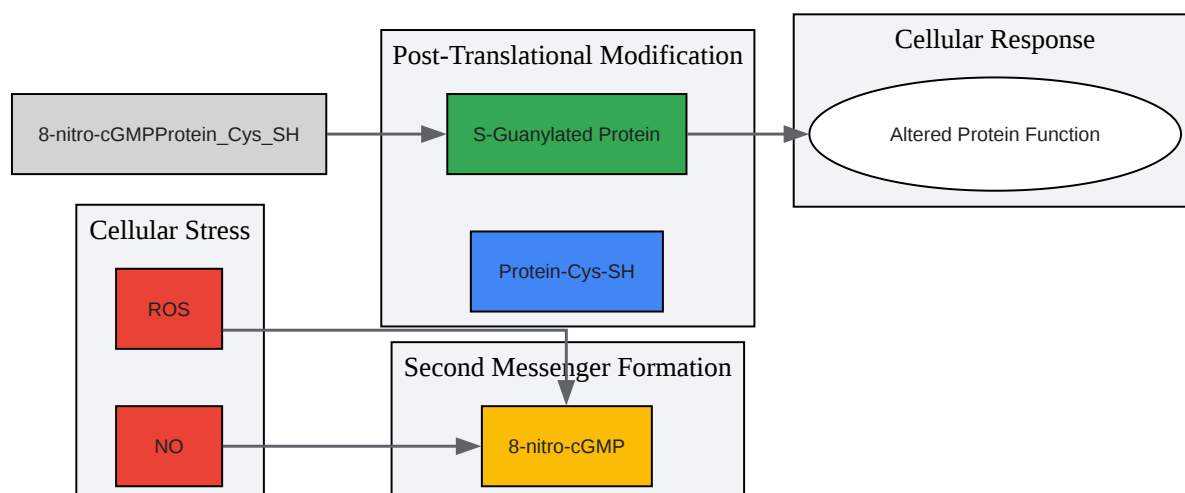 Cellular Response
Post-Translational Modification
8-nitro-cGMPProtein_Cys_SH
S-Guanylated Protein
Altered Protein Function
Cellular Stress
Protein-Cys-SH
ROS
Second Messenger Formation
NO
8-nitro-cGMP